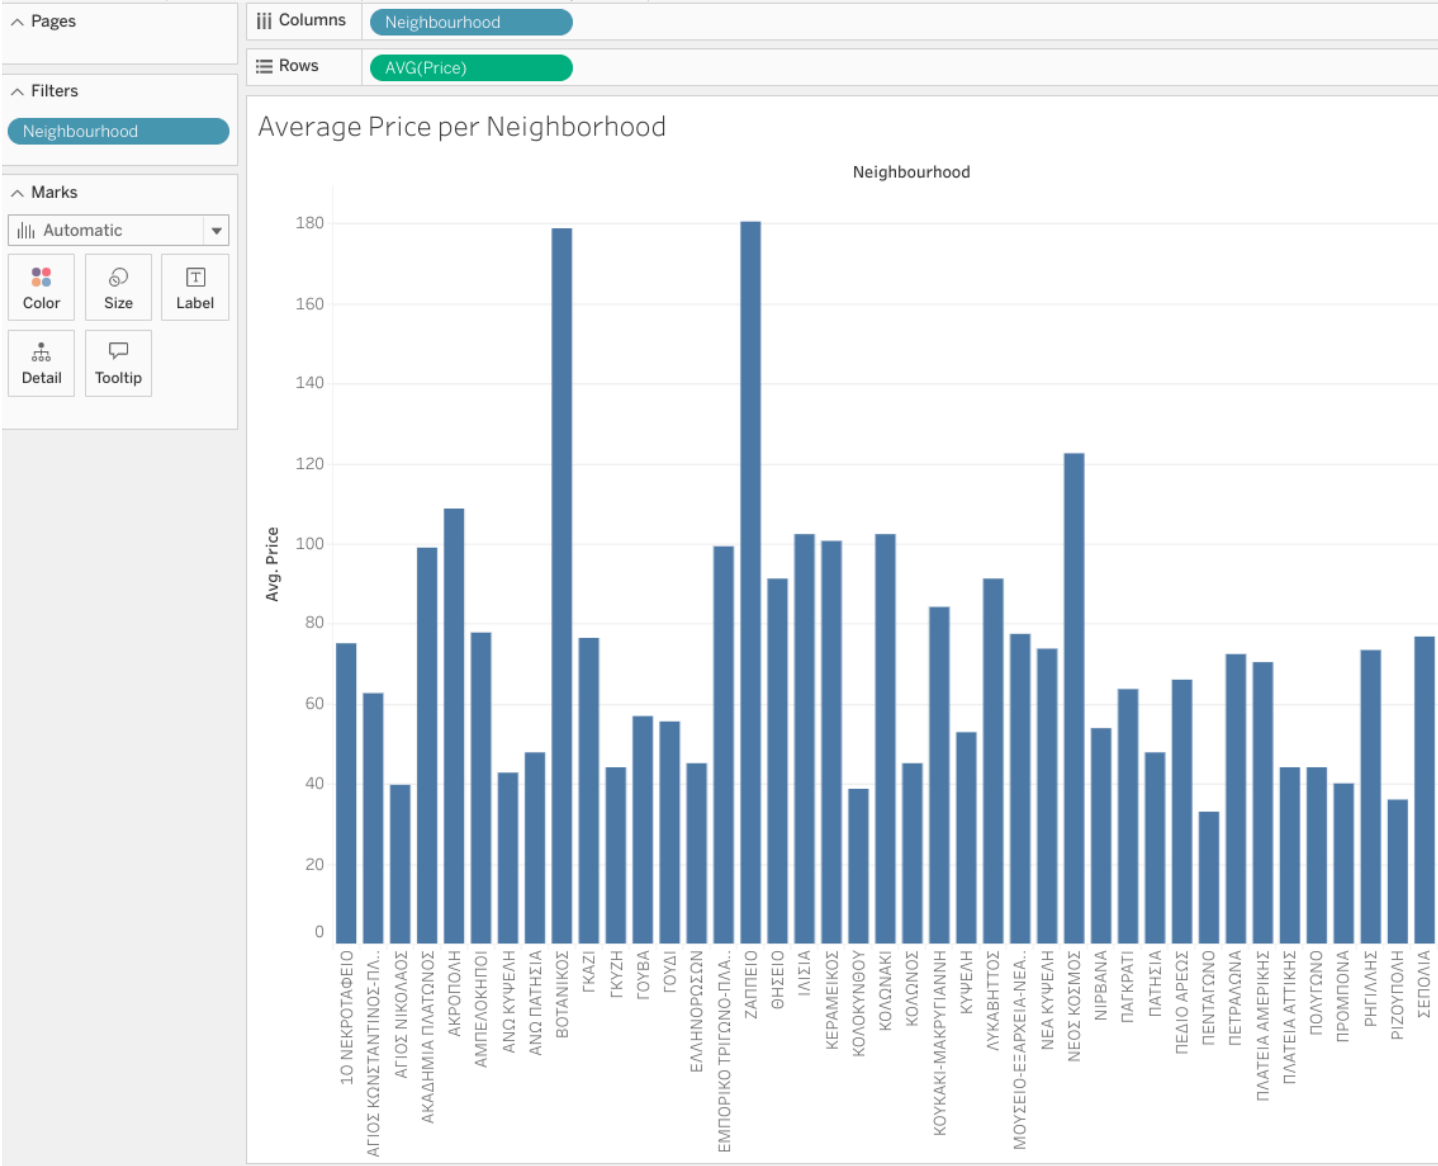 Pages
Columns
Neighbourhood
Rows
AVG(Price)
Filters
Neighbourhood
Marks
Automatic
Color
Size
Label
Detail
Tooltip
Average Price per Neighborhood
Neighbourhood
Avg. Price
180
160
140
120
100
80
60
40
20
0
1Ο ΝΕΚΡΟΤΑΦΕΙΟ
ΑΓΙΟΣ ΚΩΝΣΤΑΝΤΙΝΟΣ-ΠΛ..
ΑΓΙΟΣ ΝΙΚΟΛΑΟΣ
ΑΚΑΔΗΜΙΑ ΠΛΑΤΩΝΟΣ
ΑΚΡΟΠΟΛΗ
ΑΜΠΕΛΟΚΗΠΟΙ
ΑΝΩ ΚΥΨΕΛΗ
ΑΝΩ ΠΑΤΗΣΙΑ
ΒΟΤΑΝΙΚΟΣ
ΓΚΑΖΙ
ΓΚΥΖΗ
ΓΟΥΒΑ
ΓΟΥΔΙ
ΕΛΛΗΝΟΡΩΣΩΝ
ΕΜΠΟΡΙΚΟ ΤΡΙΓΩΝΟ-ΠΛΑ..
ΖΑΠΠΕΙΟ
ΘΗΣΕΙΟ
ΙΛΙΣΙΑ
ΚΕΡΑΜΕΙΚΟΣ
ΚΟΛΟΚΥΝΘΟΥ
ΚΟΛΩΝΑΚΙ
ΚΟΛΩΝΟΣ
ΚΟΥΚΑΚΙ-ΜΑΚΡΥΓΙΑΝΝΗ
ΚΥΨΕΛΗ
ΛΥΚΑΒΗΤΤΟΣ
ΜΟΥΣΕΙΟ-ΕΞΑΡΧΕΙΑ-ΝΕΑ..
ΝΕΑ ΚΥΨΕΛΗ
ΝΕΟΣ ΚΟΣΜΟΣ
ΝΙΡΒΑΝΑ
ΠΑΓΚΡΑΤΙ
ΠΑΤΗΣΙΑ
ΠΕΔΙΟ ΑΡΕΩΣ
ΠΕΝΤΑΓΩΝΟ
ΠΕΤΡΑΛΩΝΑ
ΠΛΑΤΕΙΑ ΑΜΕΡΙΚΗΣ
ΠΛΑΤΕΙΑ ΑΤΤΙΚΗΣ
ΠΟΛΥΓΩΝΟ
ΠΡΟΜΠΟΝΑ
ΡΗΓΙΛΛΗΣ
ΡΙΖΟΥΠΟΛΗ
ΣΕΠΟΛΙΑ